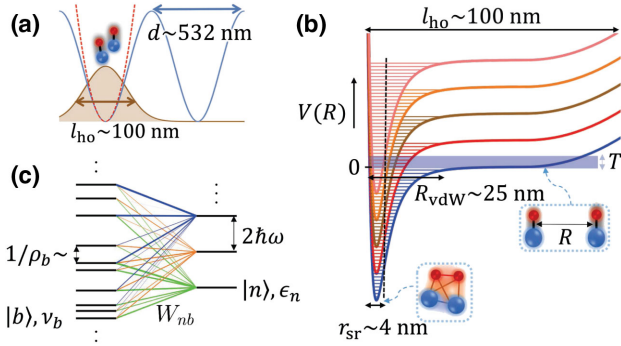 (a)
d~532 nm
l_ho~100 nm
(b)
l_ho~100 nm
V(R)
0
T
R_vdW~25 nm
R
r_sr~4 nm
(c)
⋮
⋮
1/ρ_b~
2ħω
|n⟩, ϵ_n
W_nb
|b⟩, ν_b
⋮